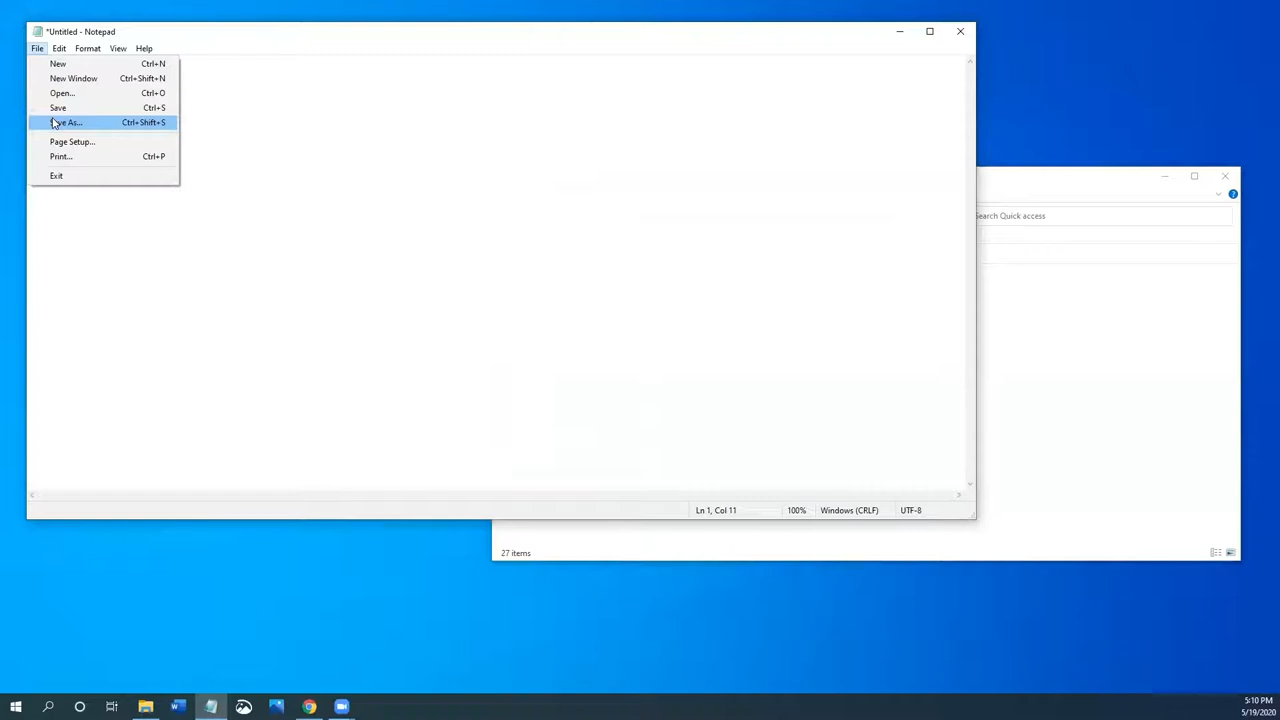 *Untitled - Notepad
File Edit Format View Help
New Ctrl+N
New Window Ctrl+Shift+N
Open... Ctrl+O
Save Ctrl+S
Save As... Ctrl+Shift+S
Page Setup...
Print... Ctrl+P
Exit
Search Quick access
Ln 1, Col 11 100% Windows (CRLF) UTF-8
27 items
5:10 PM
5/19/2020